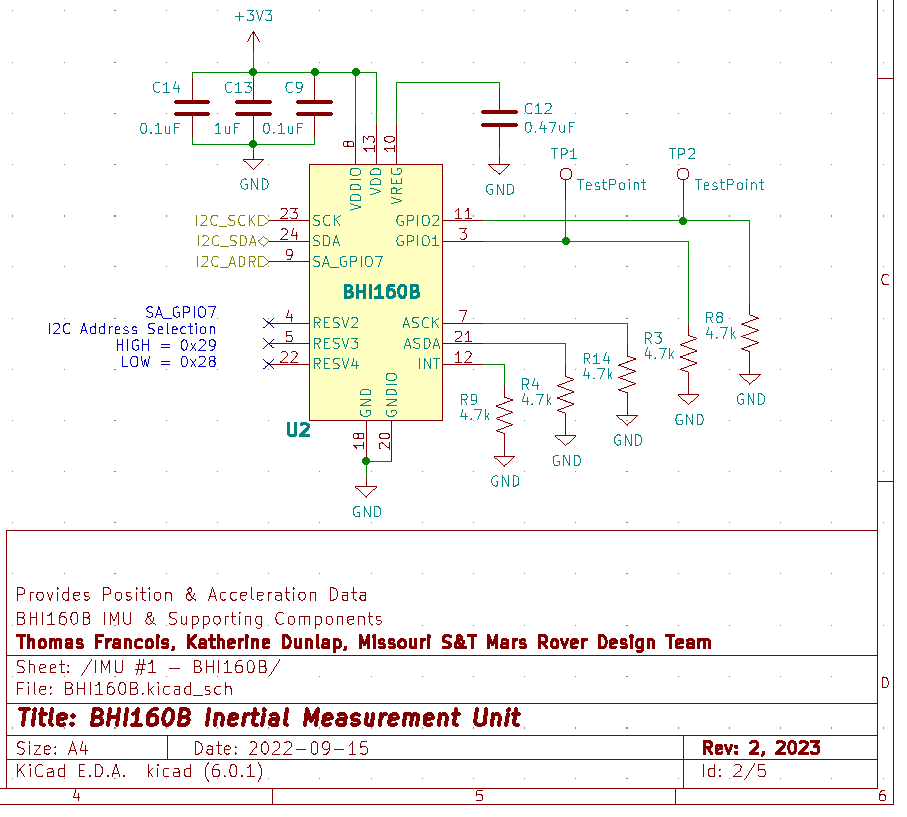 +3V3
C14
C13
C9
0.1uF
1uF
0.1uF
GND
C12
0.47uF
GND
TP1
TestPoint
TP2
TestPoint
8
13
10
VDDIO
VDD
VREG
I2C_SCK
23
SCK
I2C_SDA
24
SDA
I2C_ADR
9
SA_GPIO7
GPIO2
11
GPIO1
3
BHI160B
SA_GPIO7
I2C Address Selection
HIGH = 0x29
LOW = 0x28
4
RESV2
5
RESV3
22
RESV4
ASCK
7
ASDA
21
INT
12
GND
GNDIO
18
20
U2
GND
R9
4.7k
GND
R4
4.7k
GND
R14
4.7k
GND
R3
4.7k
GND
R8
4.7k
GND
C
Provides Position & Acceleration Data
BHI160B IMU & Supporting Components
Thomas Francois, Katherine Dunlap, Missouri S&T Mars Rover Design Team
Sheet: /IMU #1 – BHI160B/
File: BHI160B.kicad_sch
D
Title: BHI160B Inertial Measurement Unit
Size: A4
Date: 2022-09-15
Rev: 2, 2023
KiCad E.D.A. kicad (6.0.1)
Id: 2/5
4
5
6